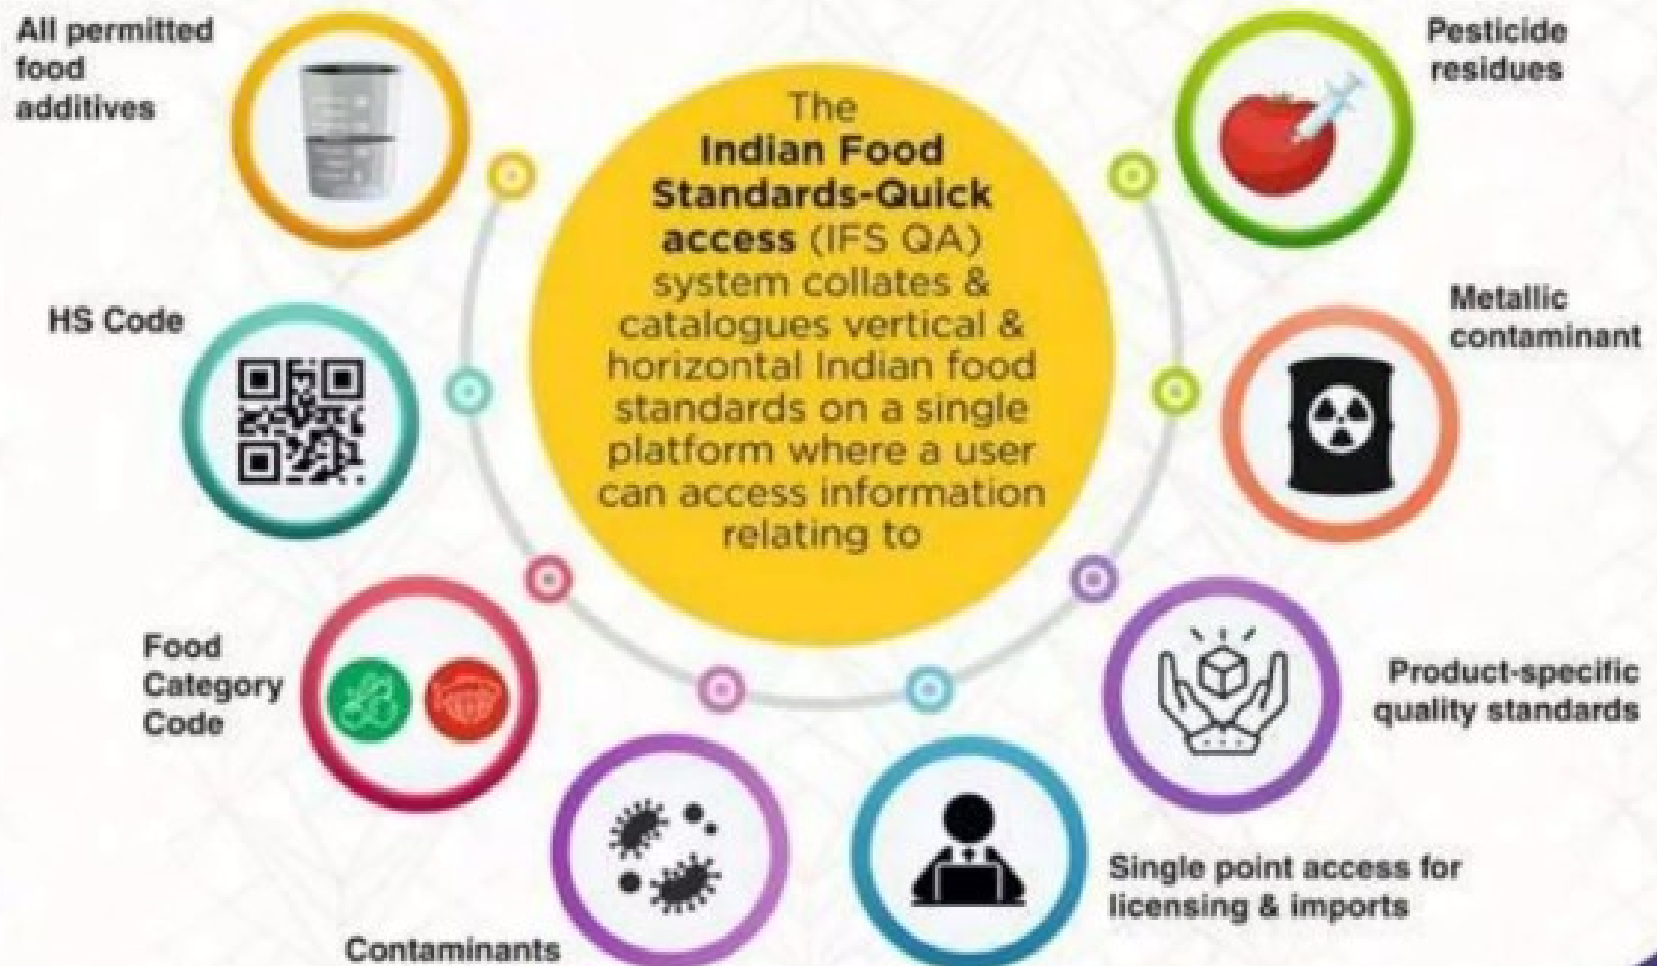 All permitted
food
additives
HS Code
Food
Category
Code
Contaminants
The
Indian Food
Standards-Quick
access (IFS QA)
system collates &
catalogues vertical &
horizontal Indian food
standards on a single
platform where a user
can access information
relating to
Pesticide
residues
Metallic
contaminant
Product-specific
quality standards
Single point access for
licensing & imports